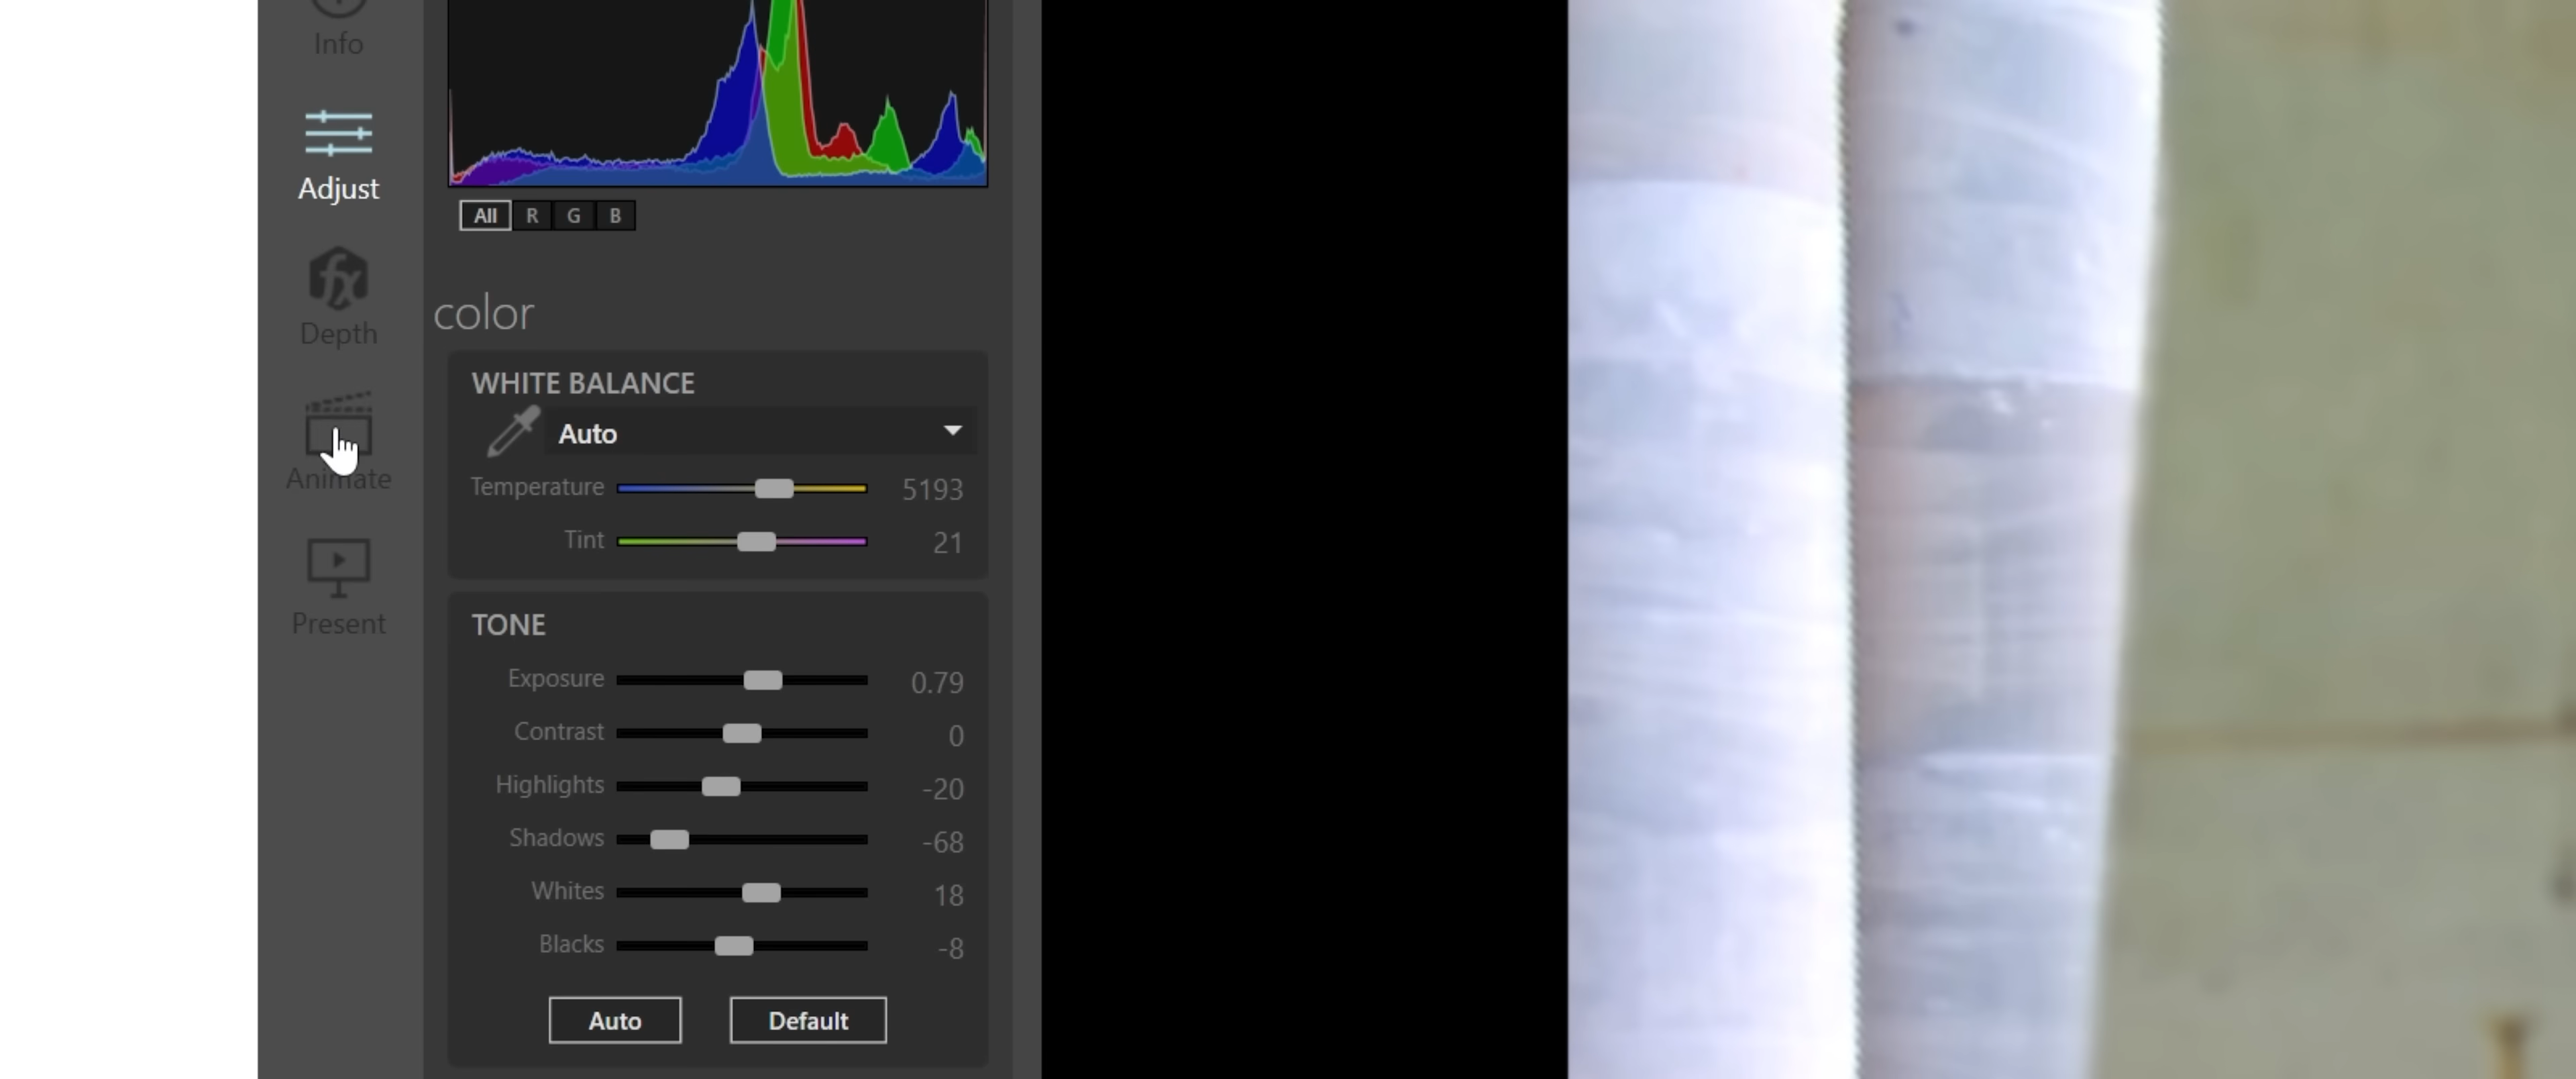 Info
Adjust
Depth
Animate
Present
All R G B
color
WHITE BALANCE
Auto
Temperature 5193
Tint 21
TONE
Exposure 0.79
Contrast 0
Highlights -20
Shadows -68
Whites 18
Blacks -8
Auto Default